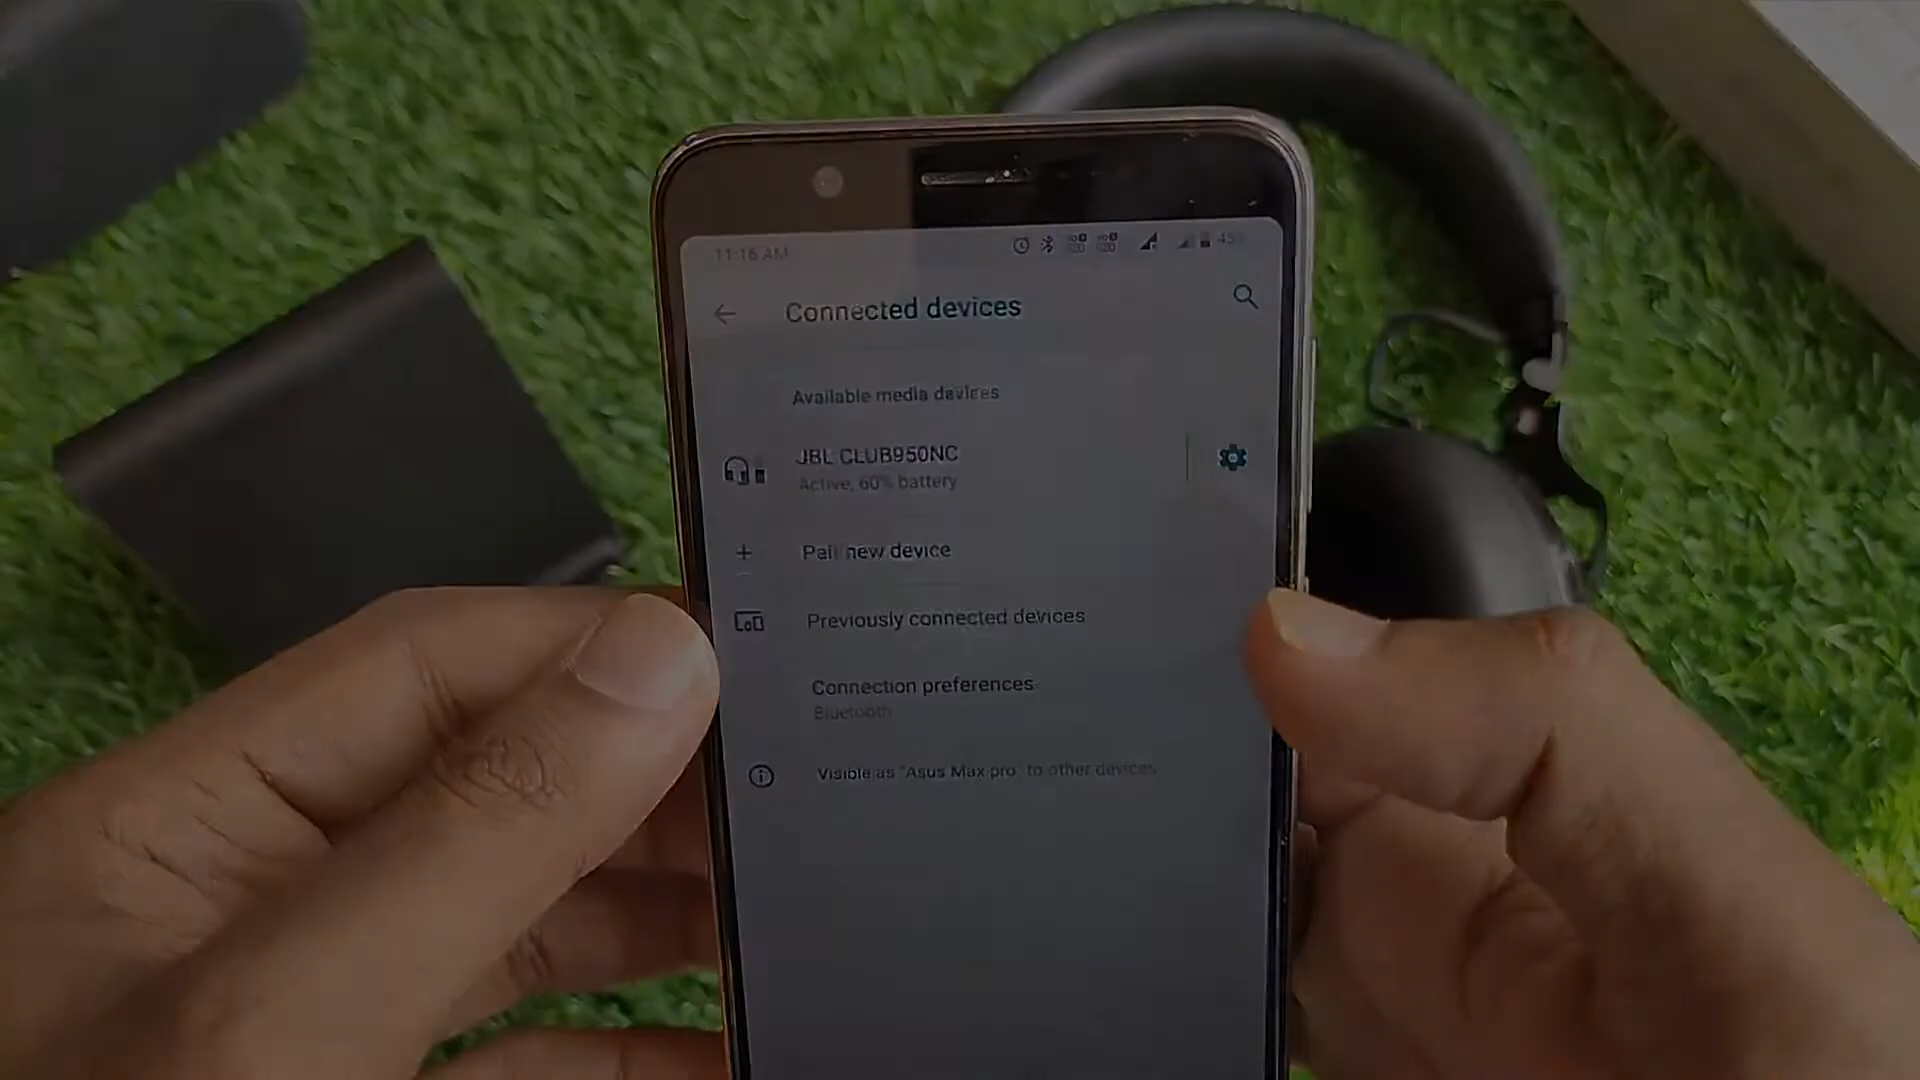 11:16 AM
Connected devices
Available media devices
JBL CLUB950NC
Active, 60% battery
Pair new device
Previously connected devices
Connection preferences
Bluetooth
Visible as "Asus Max pro" to other devices